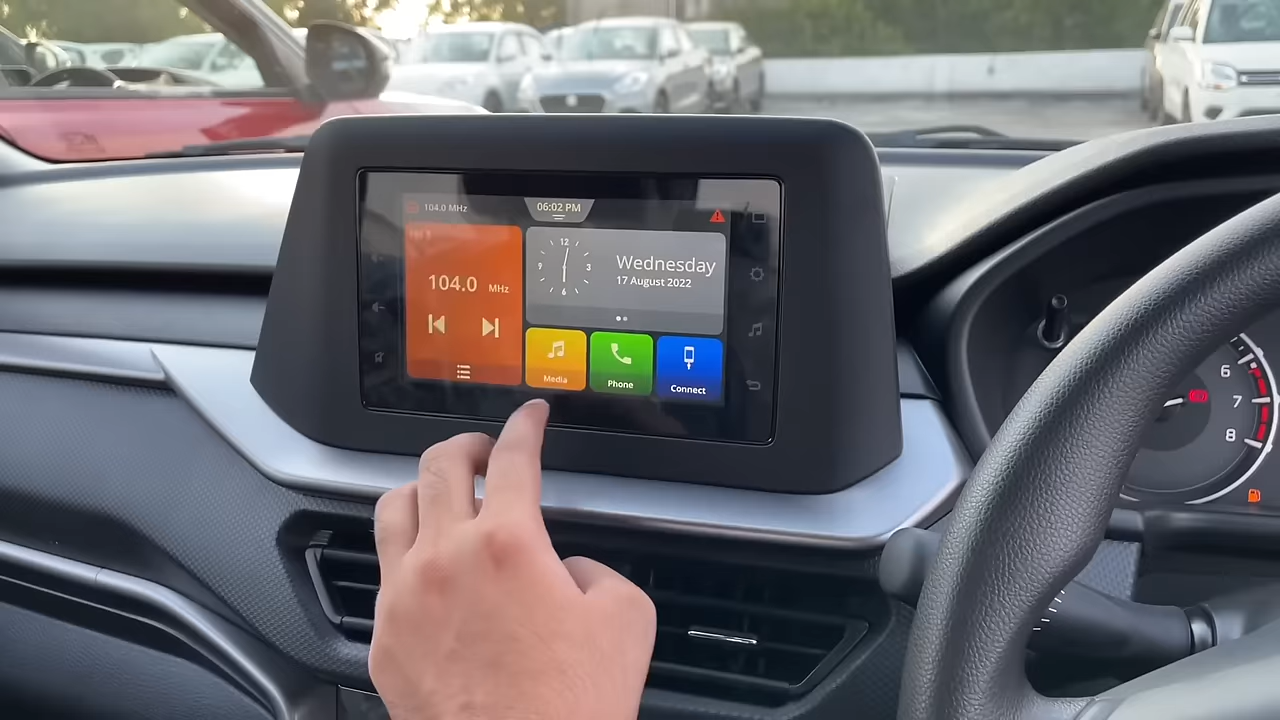 104.0 MHz
06:02 PM
104.0 MHz
12
9 3
6
Wednesday
17 August 2022
Media
Phone
Connect
6
7
8